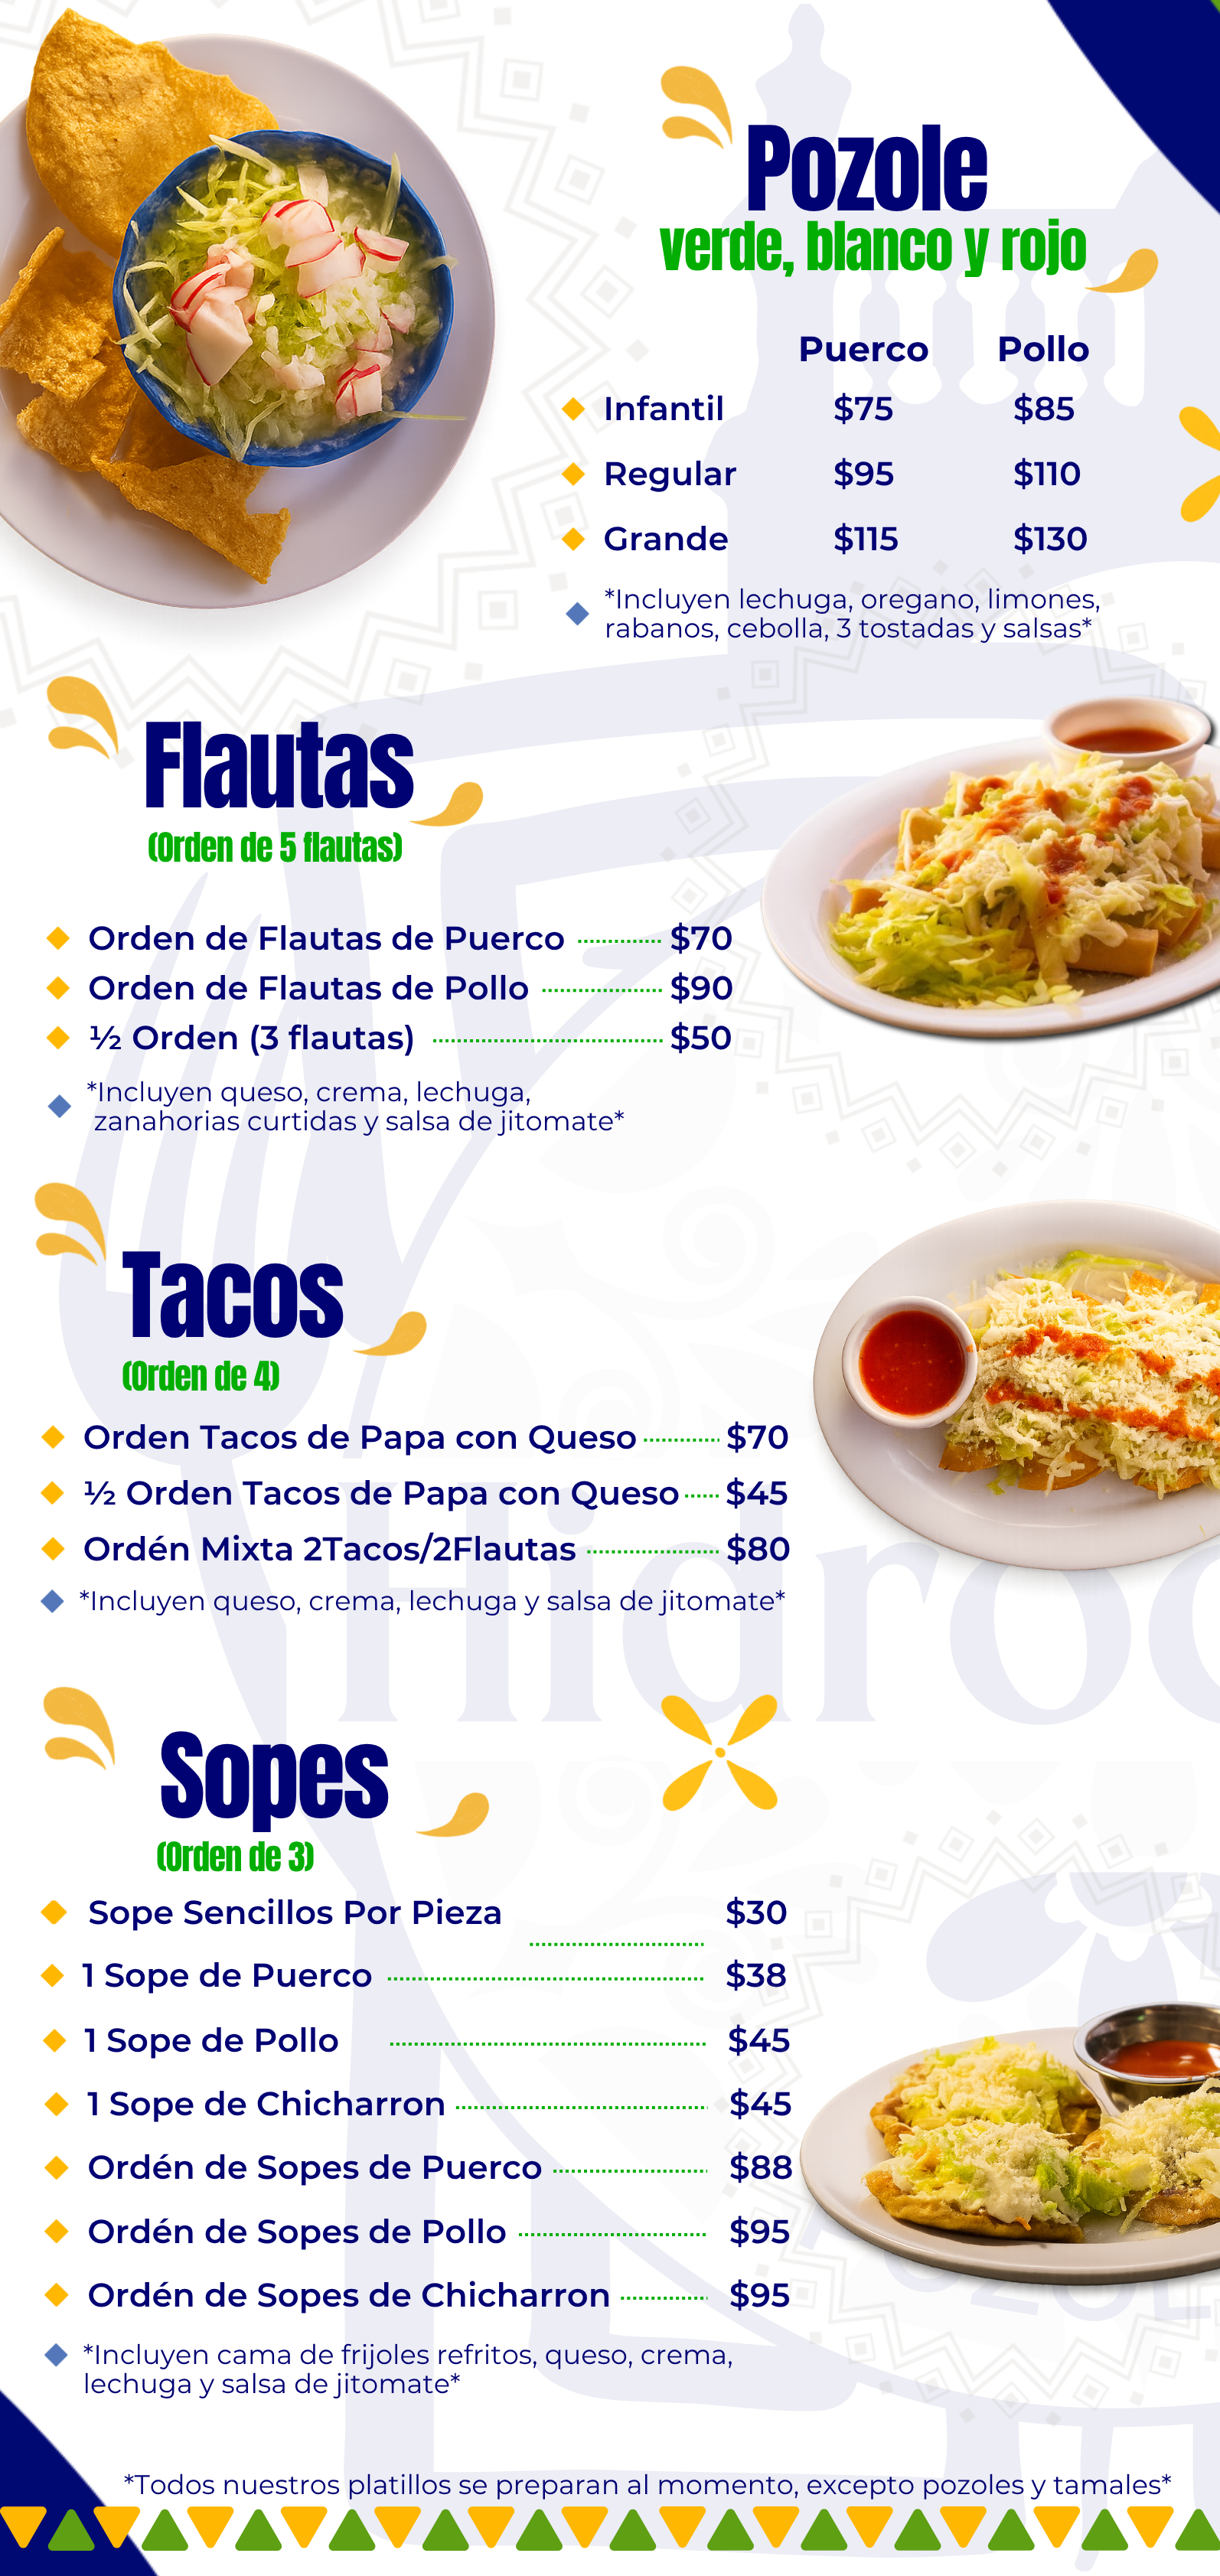 Pozole
verde, blanco y rojo
Puerco Pollo
Infantil $75 $85
Regular $95 $110
Grande $115 $130
*Incluyen lechuga, oregano, limones,
rabanos, cebolla, 3 tostadas y salsas*
Flautas
(Orden de 5 flautas)
Orden de Flautas de Puerco $70
Orden de Flautas de Pollo $90
½ Orden (3 flautas) $50
*Incluyen queso, crema, lechuga,
zanahorias curtidas y salsa de jitomate*
Tacos
(Orden de 4)
Orden Tacos de Papa con Queso $70
½ Orden Tacos de Papa con Queso $45
Ordén Mixta 2Tacos/2Flautas $80
*Incluyen queso, crema, lechuga y salsa de jitomate*
Hidroc
Sopes
(Orden de 3)
Sope Sencillos Por Pieza $30
1 Sope de Puerco $38
1 Sope de Pollo $45
1 Sope de Chicharron $45
Ordén de Sopes de Puerco $88
Ordén de Sopes de Pollo $95
Ordén de Sopes de Chicharron $95
*Incluyen cama de frijoles refritos, queso, crema,
lechuga y salsa de jitomate*
*Todos nuestros platillos se preparan al momento, excepto pozoles y tamales*